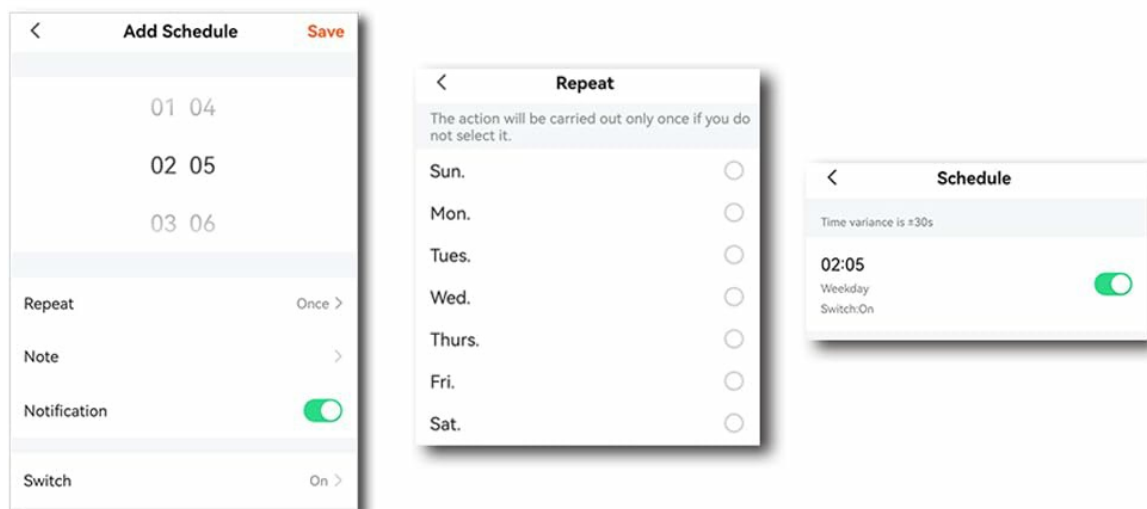 Add Schedule Save
01 04
02 05
03 06
Repeat Once
Note
Notification
Switch On
Repeat
The action will be carried out only once if you do
not select it.
Sun.
Mon.
Tues.
Wed.
Thurs.
Fri.
Sat.
Schedule
Time variance is ±30s
02:05
Weekday
Switch:On